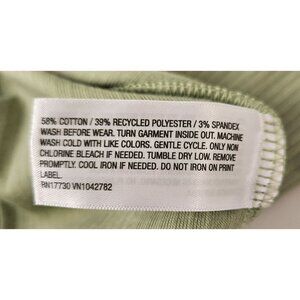 58% COTTON / 39% RECYCLED POLYESTER / 3% SPANDEX
WASH BEFORE WEAR. TURN GARMENT INSIDE OUT. MACHINE
WASH COLD WITH LIKE COLORS. GENTLE CYCLE. ONLY NON
CHLORINE BLEACH IF NEEDED. TUMBLE DRY LOW. REMOVE
PROMPTLY. COOL IRON IF NEEDED. DO NOT IRON ON PRINT
LABEL.
RN17730 VN1042762